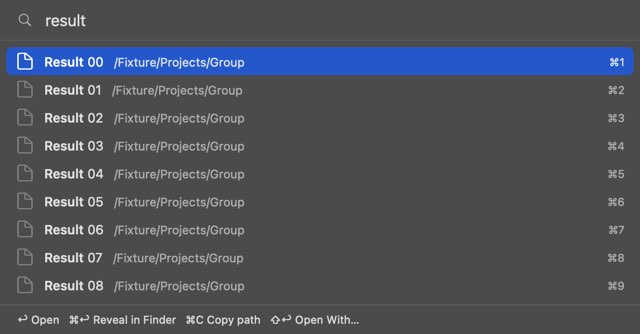 result
Result 00 /Fixture/Projects/Group ⌘1
Result 01 /Fixture/Projects/Group ⌘2
Result 02 /Fixture/Projects/Group ⌘3
Result 03 /Fixture/Projects/Group ⌘4
Result 04 /Fixture/Projects/Group ⌘5
Result 05 /Fixture/Projects/Group ⌘6
Result 06 /Fixture/Projects/Group ⌘7
Result 07 /Fixture/Projects/Group ⌘8
Result 08 /Fixture/Projects/Group ⌘9
↩ Open ⌘↩ Reveal in Finder ⌘C Copy path ⇧↩ Open With…